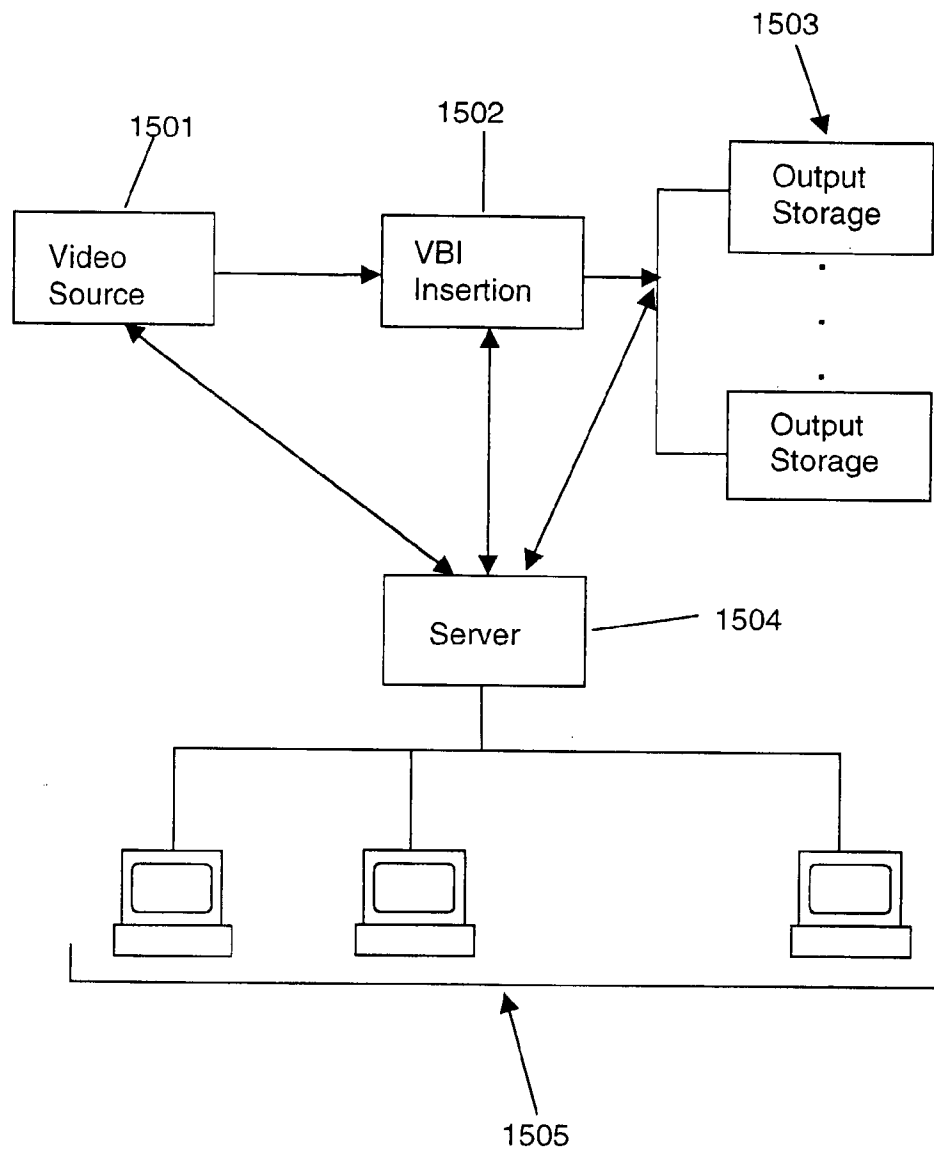 1503
1502
1501
Output
Storage
VBI
Insertion
Video
Source
Output
Storage
Server
1504
1505